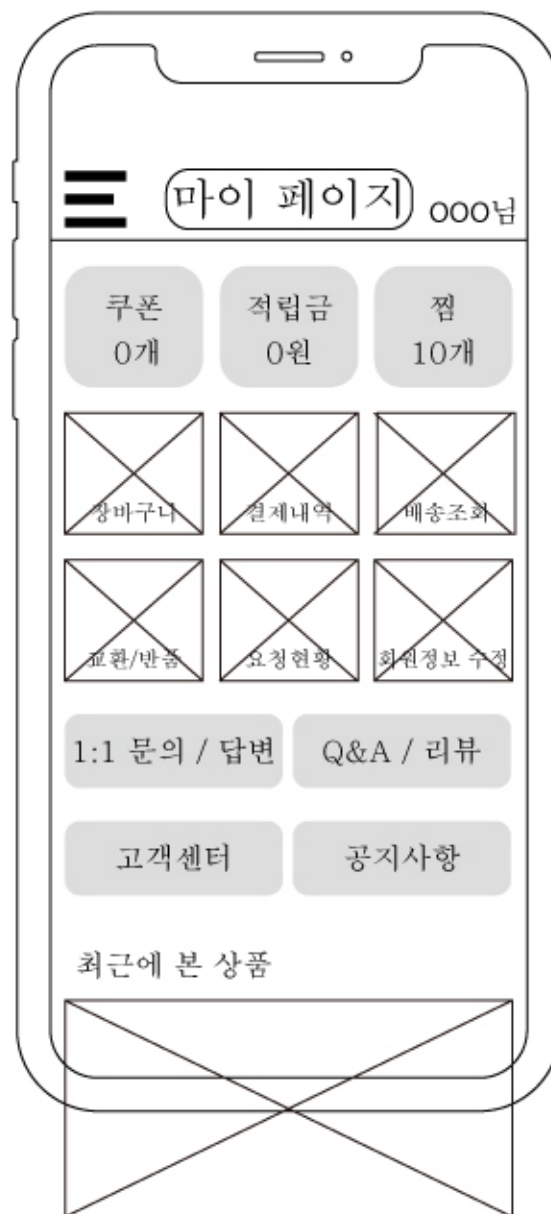 마이 페이지
OOO님
쿠폰
0개
적립금
0원
찜
10개
장바구니
결제내역
배송조회
교환/반품
요청현황
회원정보 수정
1:1 문의 / 답변
Q&A / 리뷰
고객센터
공지사항
최근에 본 상품